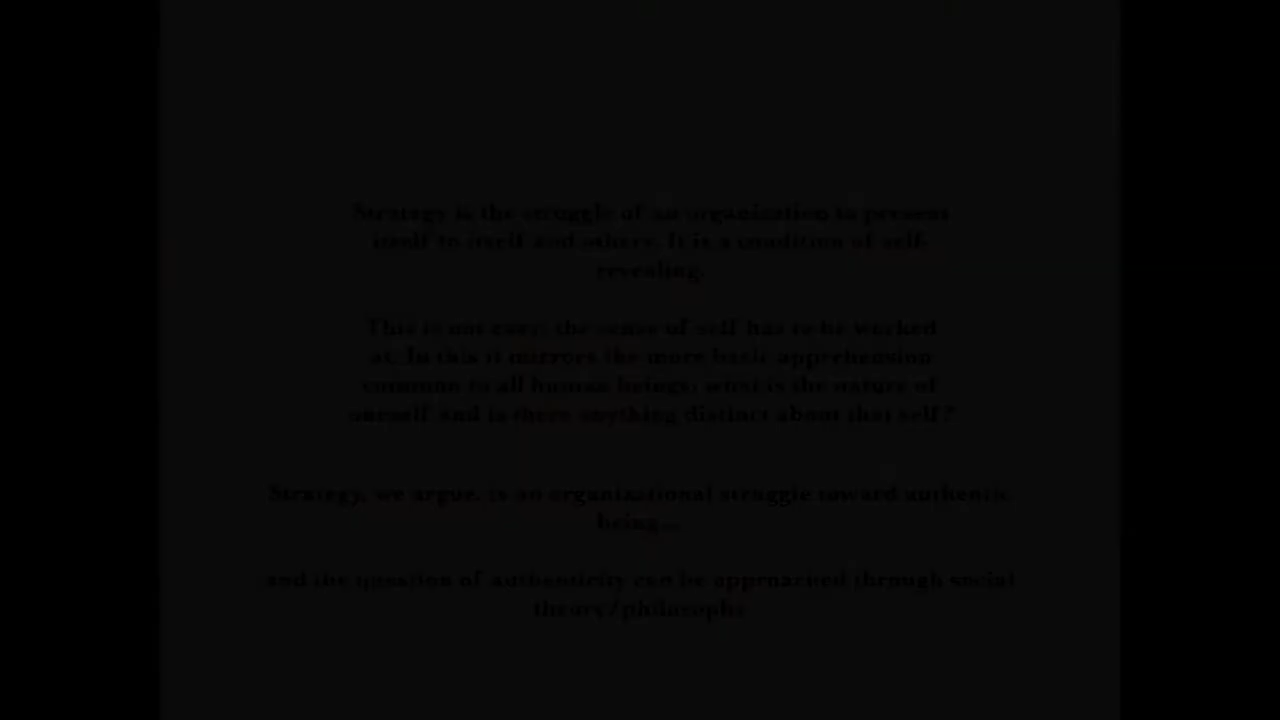 Strategy is the struggle of an organization to present
itself to itself and others. It is a condition of self-
revealing.
This is not easy; the sense of self has to be worked
at. In this it mirrors the more basic apprehension
common to all human beings: what is the nature of
oneself and is there anything distinct about that self?
Strategy, we argue, is an organizational struggle toward authentic
being...
and the question of authenticity can be approached through social
theory/philosophy